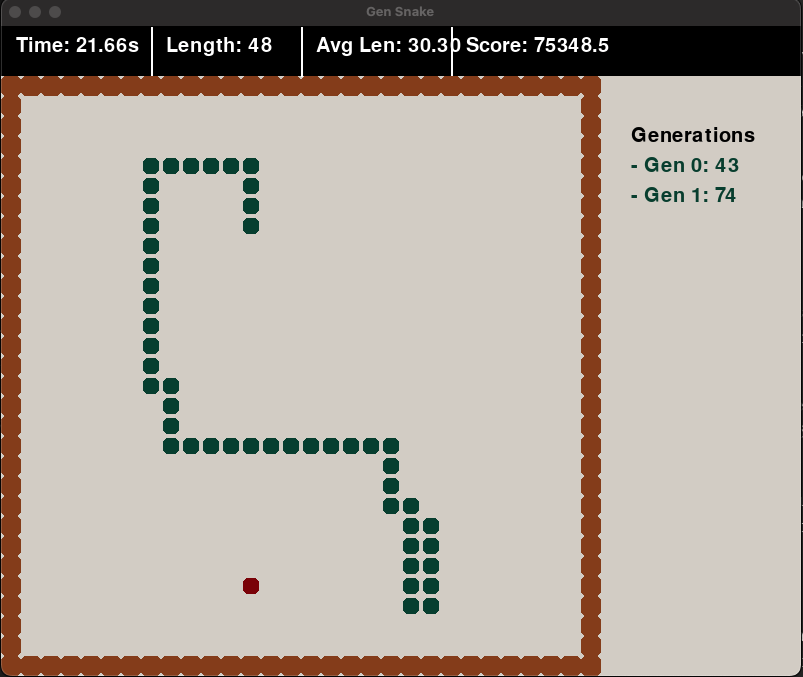 Gen Snake
Time: 21.66s Length: 48 Avg Len: 30.30 Score: 75348.5
Generations
- Gen 0: 43
- Gen 1: 74